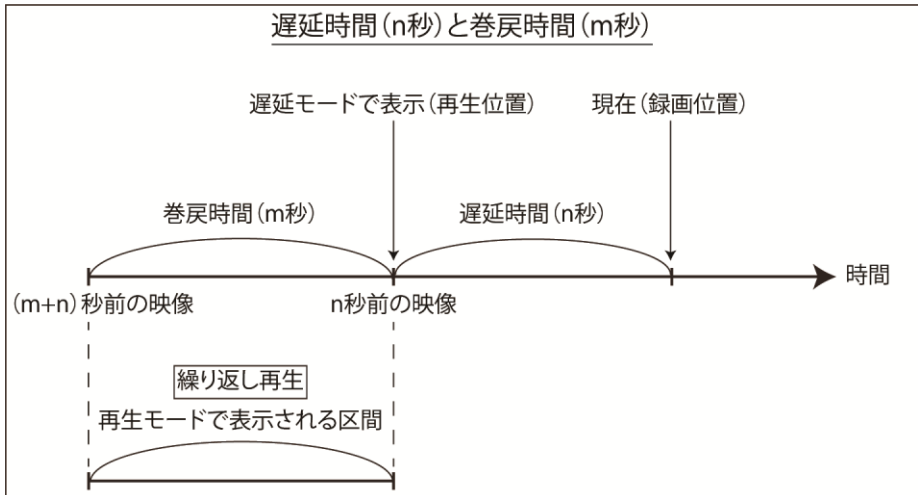 遅延時間(n秒)と巻戻時間(m秒)
遅延モードで表示(再生位置)
現在(録画位置)
巻戻時間(m秒)
遅延時間(n秒)
時間
(m+n)秒前の映像
n秒前の映像
繰り返し再生
再生モードで表示される区間